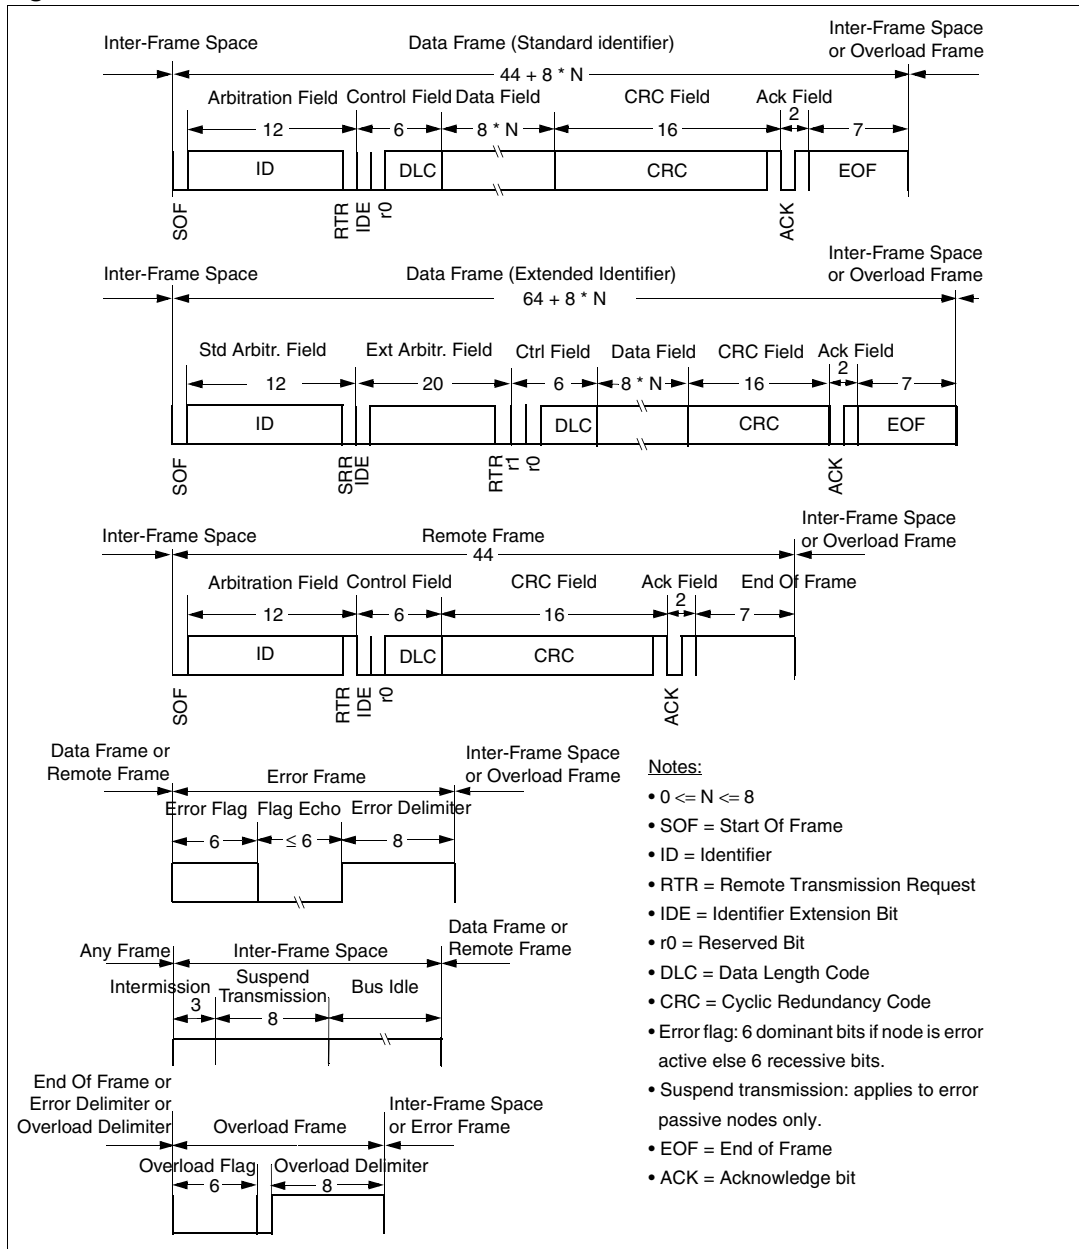 Inter-Frame Space
Data Frame (Standard identifier)
Inter-Frame Space
or Overload Frame
44 + 8 * N
Arbitration Field
Control Field
Data Field
CRC Field
Ack Field
12
6
8 * N
16
2
7
ID
DLC
CRC
EOF
SOF
RTR
IDE
r0
ACK
Inter-Frame Space
Data Frame (Extended Identifier)
Inter-Frame Space
or Overload Frame
64 + 8 * N
Std Arbitr. Field
Ext Arbitr. Field
Ctrl Field
Data Field
CRC Field
Ack Field
12
20
6
8 * N
16
2
7
ID
DLC
CRC
EOF
SOF
SRR
IDE
RTR
r1
r0
ACK
Inter-Frame Space
Remote Frame
Inter-Frame Space
or Overload Frame
44
Arbitration Field
Control Field
CRC Field
Ack Field
End Of Frame
12
6
16
2
7
ID
DLC
CRC
SOF
RTR
IDE
r0
ACK
Data Frame or
Remote Frame
Error Frame
Inter-Frame Space
or Overload Frame
Error Flag
Flag Echo
Error Delimiter
6
≤ 6
8
Any Frame
Inter-Frame Space
Data Frame or
Remote Frame
Intermission
Suspend
Transmission
Bus Idle
3
8
End Of Frame or
Error Delimiter or
Overload Delimiter
Overload Frame
Inter-Frame Space
or Error Frame
Overload Flag
Overload Delimiter
6
8
Notes:
• 0 <= N <= 8
• SOF = Start Of Frame
• ID = Identifier
• RTR = Remote Transmission Request
• IDE = Identifier Extension Bit
• r0 = Reserved Bit
• DLC = Data Length Code
• CRC = Cyclic Redundancy Code
• Error flag: 6 dominant bits if node is error
active else 6 recessive bits.
• Suspend transmission: applies to error
passive nodes only.
• EOF = End of Frame
• ACK = Acknowledge bit